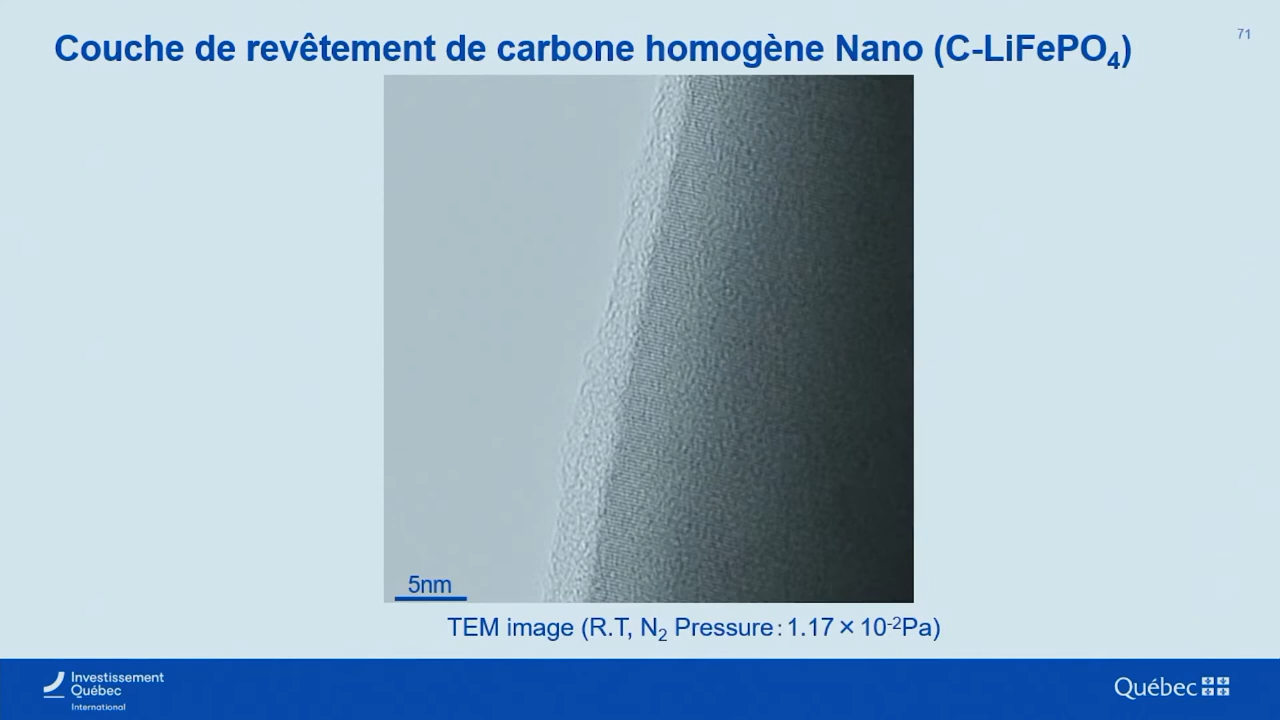 Couche de revêtement de carbone homogène Nano (C-LiFePO₄)
71
5nm
TEM image (R.T, N₂ Pressure : 1.17 × 10⁻²Pa)
Investissement
Québec
International
Québec